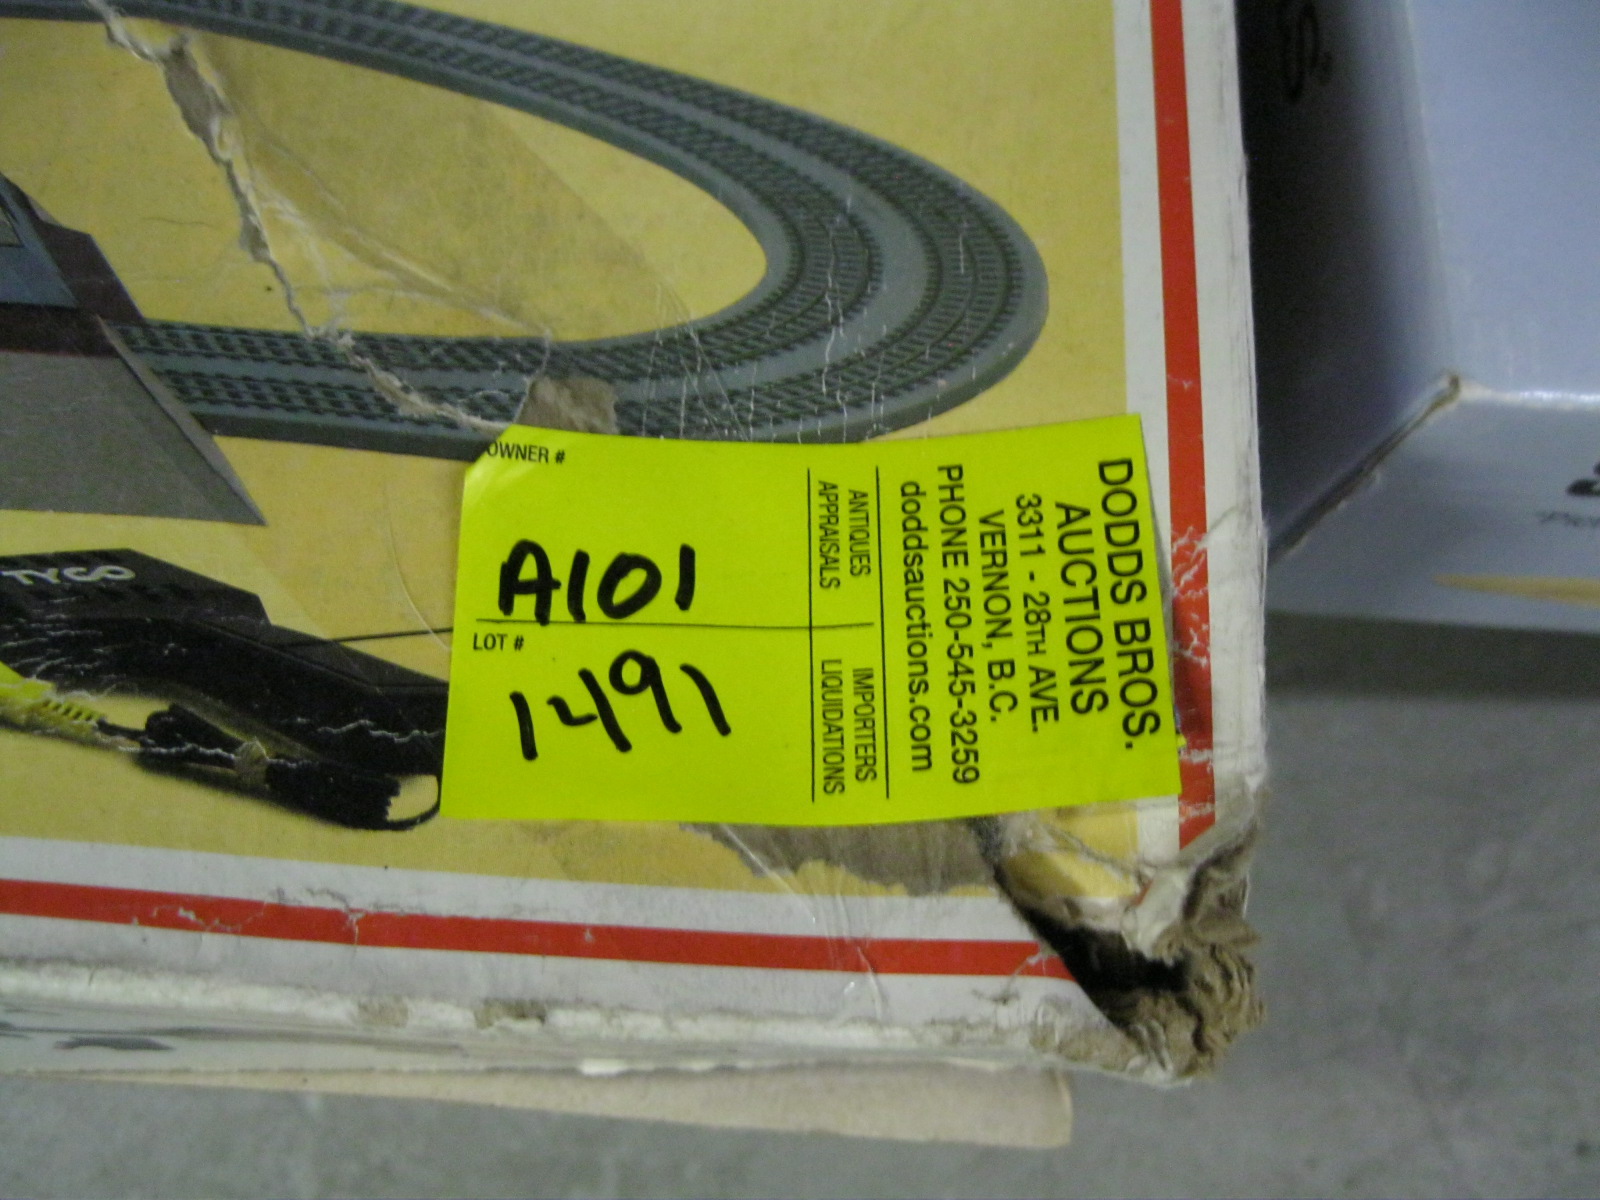 OWNER #
A101
LOT #
1491
DODDS BROS.
AUCTIONS
3311 - 28TH AVE.
VERNON, B.C.
PHONE 250-545-3259
doddsauctions.com
ANTIQUES
APPRAISALS
IMPORTERS
LIQUIDATIONS
TYCO